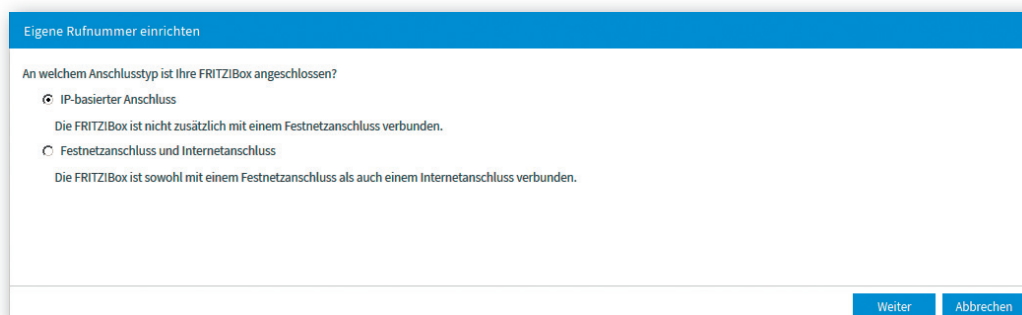 Eigene Rufnummer einrichten
An welchem Anschlusstyp ist Ihre FRITZ!Box angeschlossen?
IP-basierter Anschluss
Die FRITZ!Box ist nicht zusätzlich mit einem Festnetzanschluss verbunden.
Festnetzanschluss und Internetanschluss
Die FRITZ!Box ist sowohl mit einem Festnetzanschluss als auch einem Internetanschluss verbunden.
Weiter Abbrechen